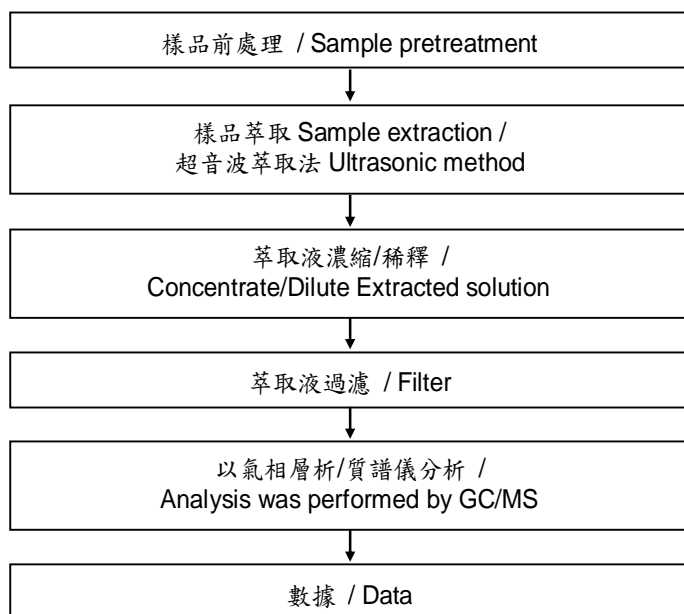 樣品前處理 / Sample pretreatment
樣品萃取 Sample extraction /
超音波萃取法 Ultrasonic method
萃取液濃縮/稀釋 /
Concentrate/Dilute Extracted solution
萃取液過濾 / Filter
以氣相層析/質譜儀分析 /
Analysis was performed by GC/MS
數據 / Data